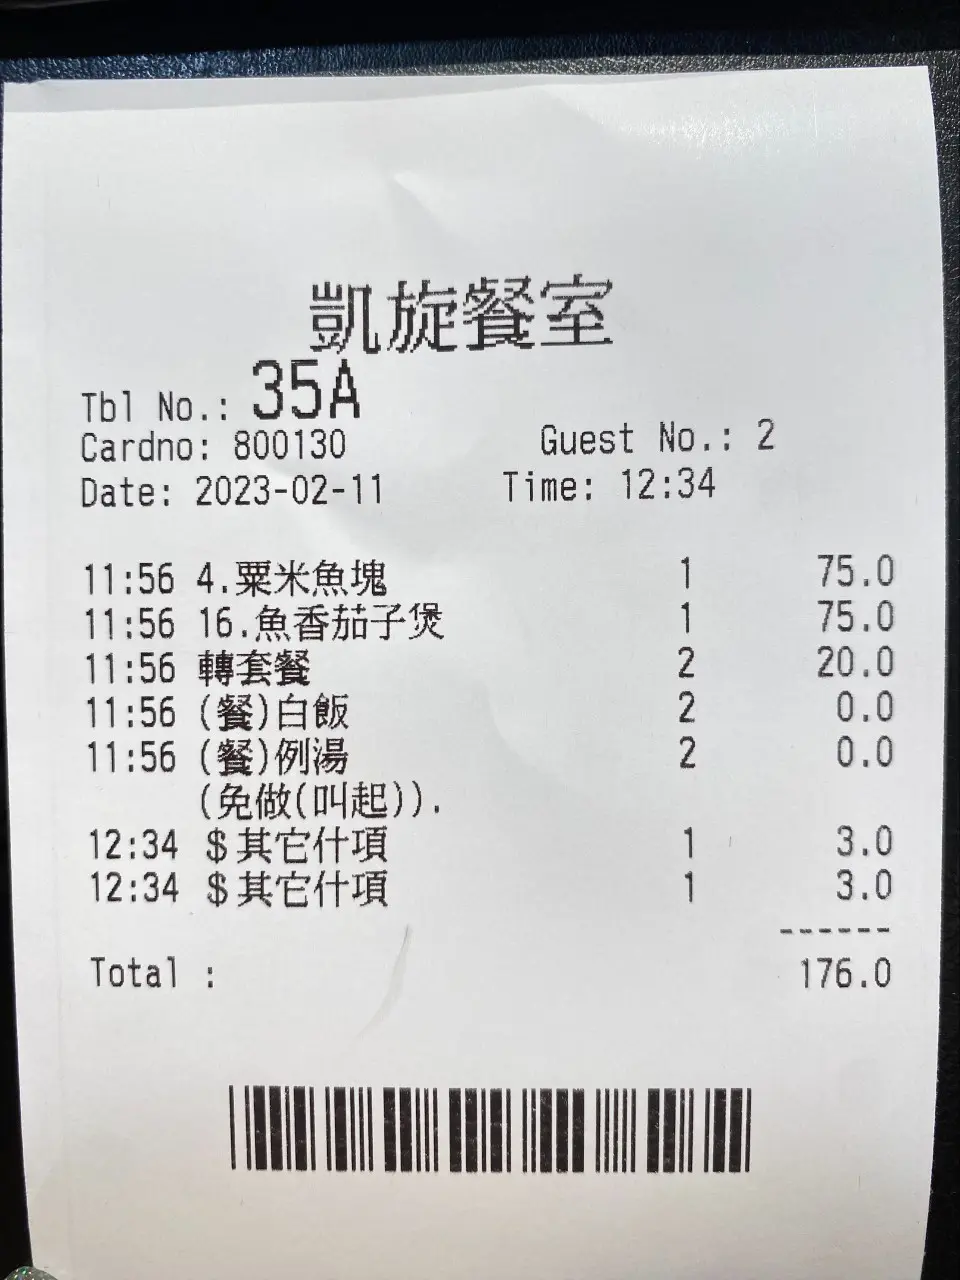 凱旋餐室
Tbl No.: 35A
Cardno: 800130 Guest No.: 2
Date: 2023-02-11 Time: 12:34
11:56 4.粟米魚塊 1 75.0
11:56 16.魚香茄子煲 1 75.0
11:56 轉套餐 2 20.0
11:56 (餐)白飯 2 0.0
11:56 (餐)例湯 2 0.0
(免做(叫起)).
12:34 $其它什項 1 3.0
12:34 $其它什項 1 3.0
------
Total : 176.0